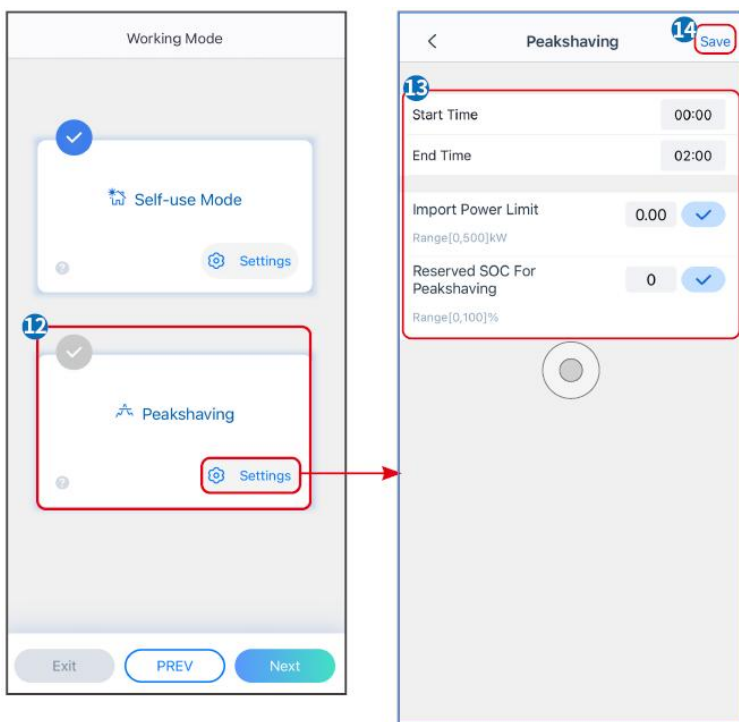 Working Mode
Self-use Mode
Settings
?
12
Peakshaving
Settings
?
Exit
PREV
Next
Peakshaving
14
Save
13
Start Time
00:00
End Time
02:00
Import Power Limit
0.00
Range[0,500]kW
Reserved SOC For
Peakshaving
0
Range[0,100]%